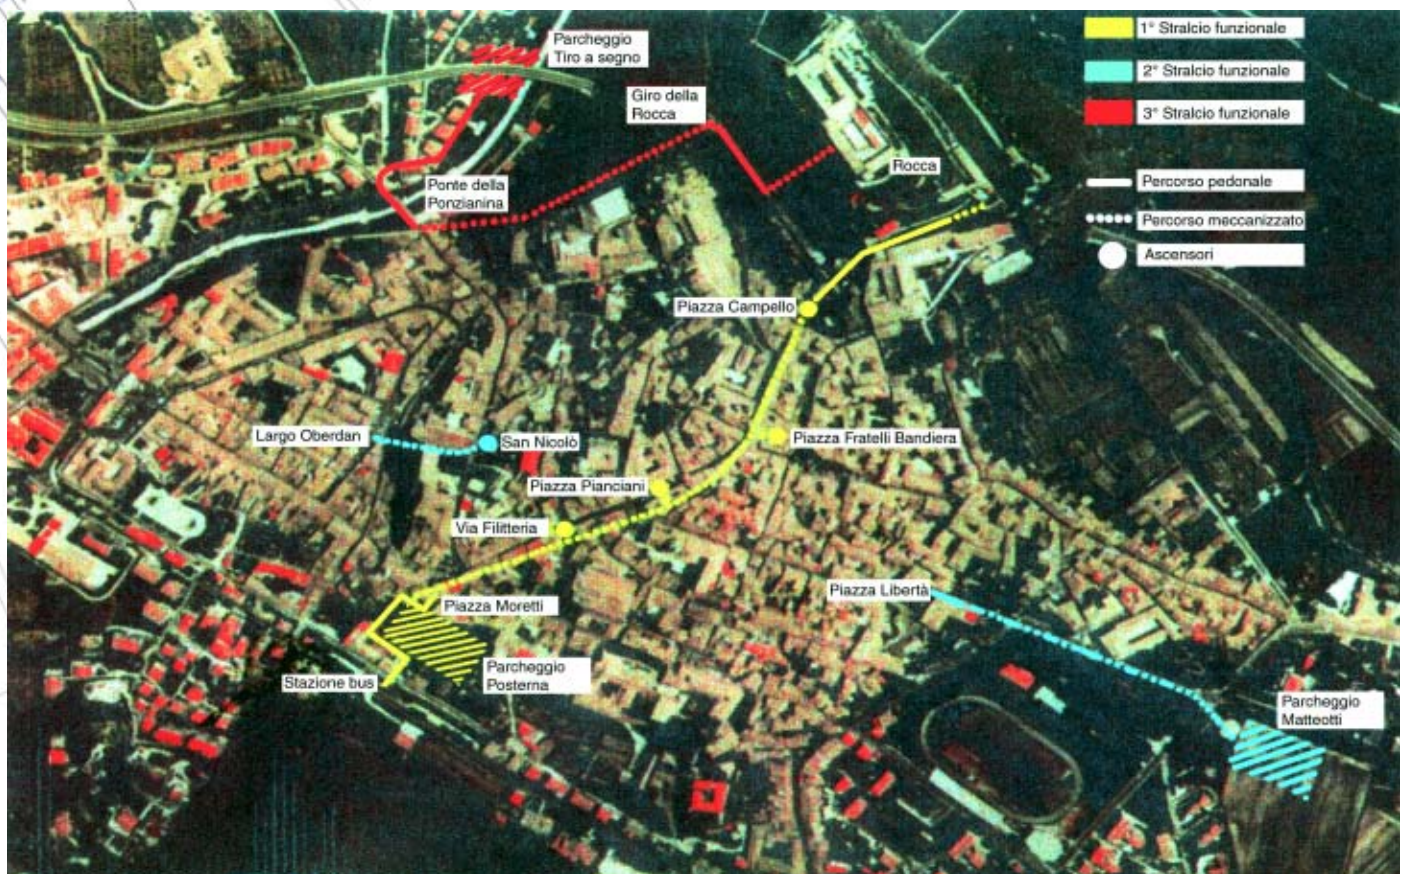 Parcheggio
Tiro a segno
1° Stralcio funzionale
2° Stralcio funzionale
3° Stralcio funzionale
Giro della
Rocca
Rocca
Percorso pedonale
Percorso meccanizzato
Ascensori
Ponte della
Ponzianina
Piazza Campello
Largo Oberdan
San Nicolò
Piazza Fratelli Bandiera
Piazza Pianciani
Via Filitteria
Piazza Libertà
Piazza Moretti
Parcheggio
Posterna
Stazione bus
Parcheggio
Matteotti